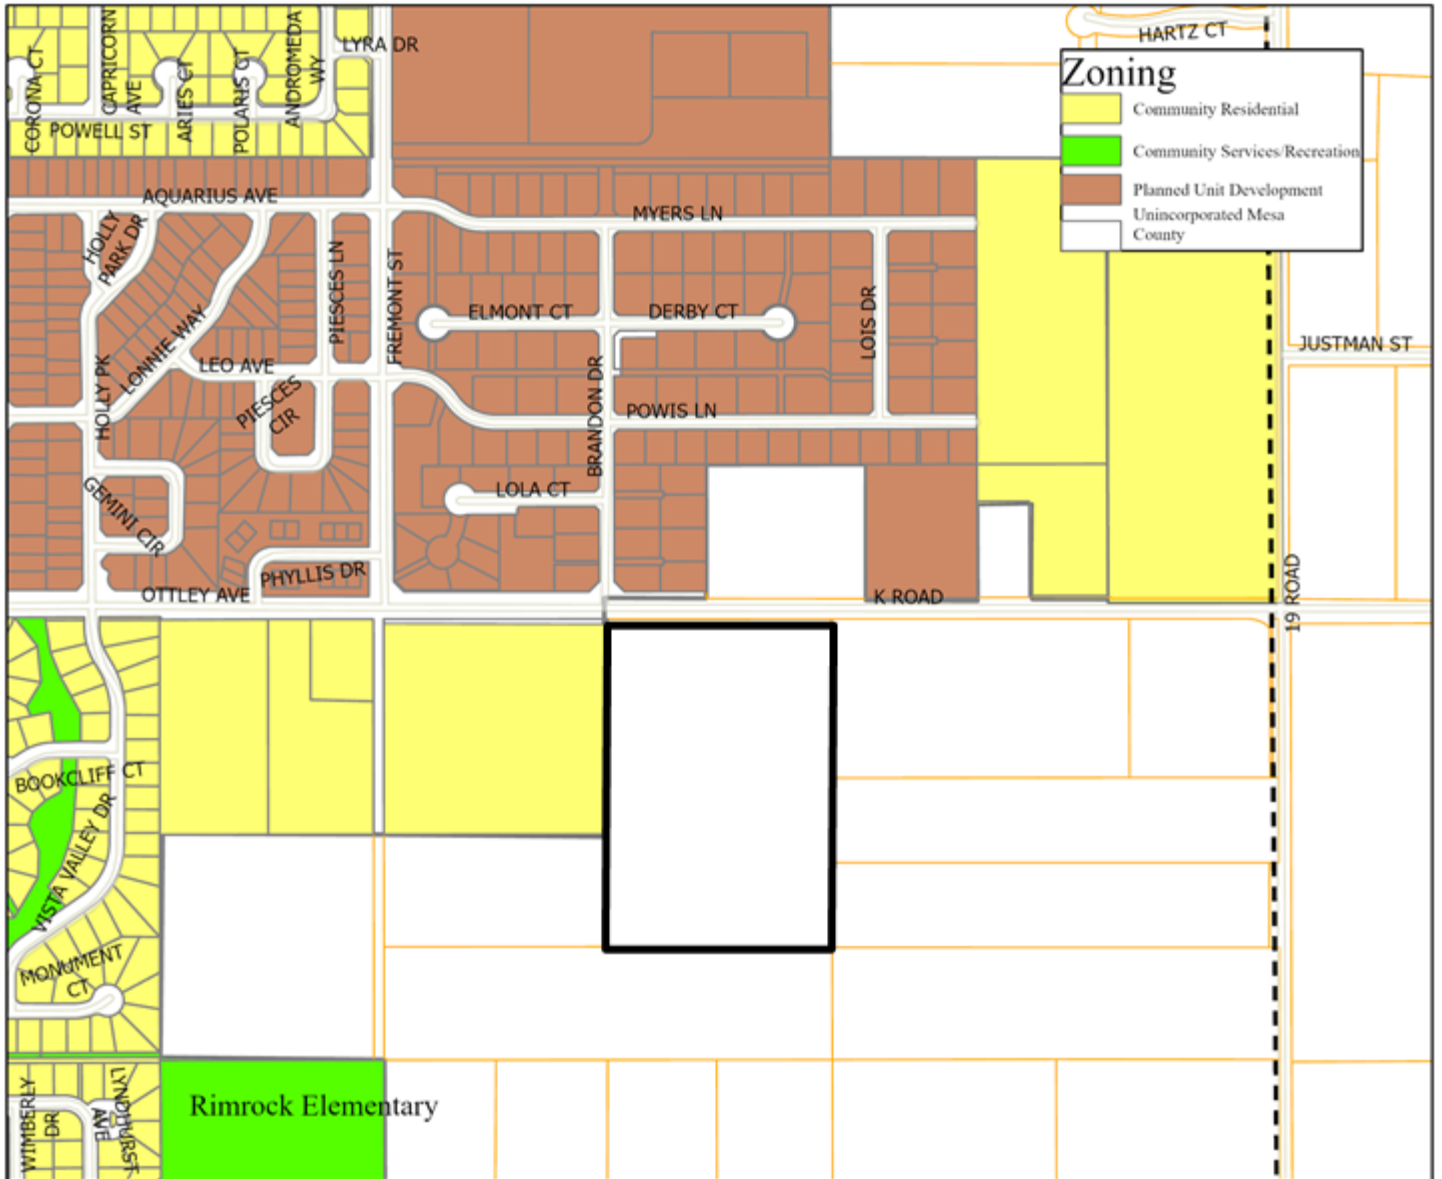 HARTZ CT
Zoning
Community Residential
Community Services/Recreation
Planned Unit Development
Unincorporated Mesa
County
LYRA DR
CORONA CT
CAPRICORN
AVE
ARIES CT
POLARIS CT
ANDROMEDA
WY
POWELL ST
AQUARIUS AVE
MYERS LN
HOLLY
PARK DR
PIESCES LN
FREMONT ST
ELMONT CT
DERBY CT
LOIS DR
JUSTMAN ST
LONNIE WAY
LEO AVE
HOLLY PK
PIESCES
CIR
BRANDON DR
POWIS LN
GEMINI CIR
LOLA CT
PHYLLIS DR
OTTLEY AVE
K ROAD
19 ROAD
BOOKCLIFF CT
VISTA VALLEY DR
MONUMENT
CT
WIMBERLY
DR
LYNDHURST
AVE
Rimrock Elementary